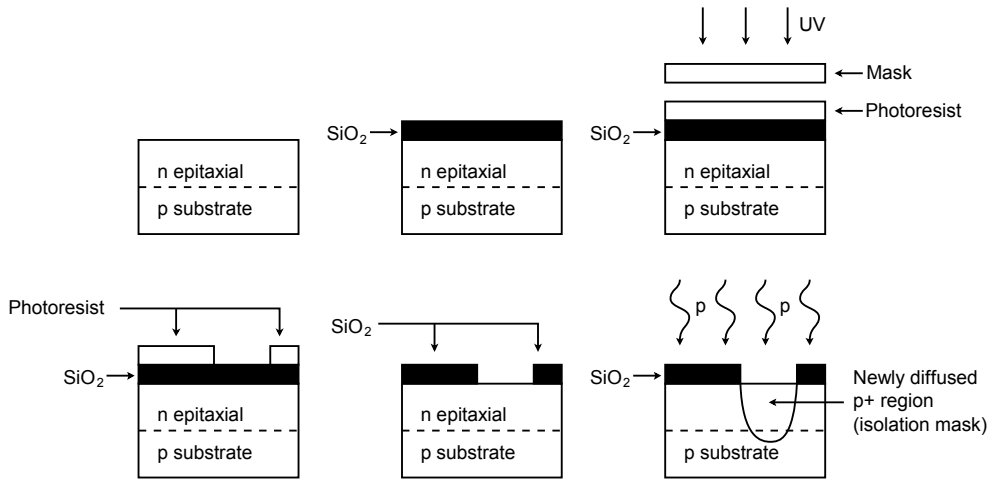 UV
Mask
Photoresist
SiO₂
SiO₂
n epitaxial
p substrate
n epitaxial
p substrate
n epitaxial
p substrate
Photoresist
SiO₂
p
p
SiO₂
SiO₂
Newly diffused
p+ region
(isolation mask)
n epitaxial
p substrate
n epitaxial
p substrate
p substrate